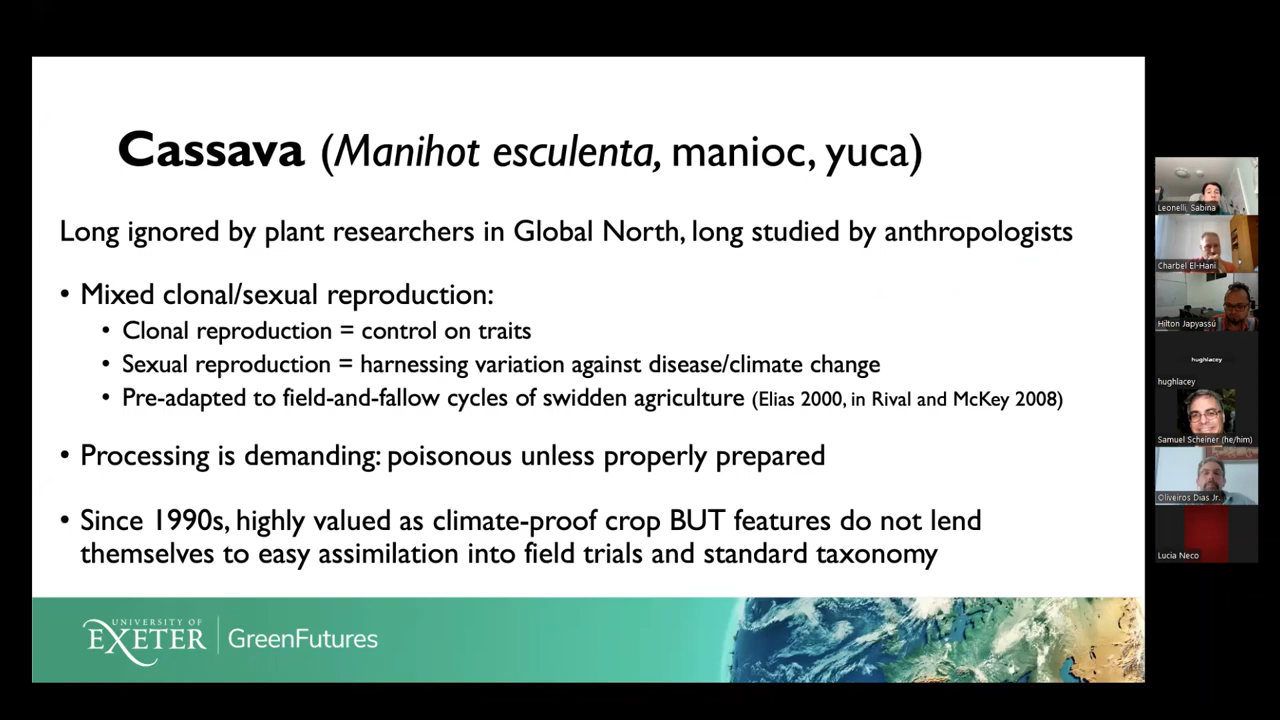 Cassava (Manihot esculenta, manioc, yuca)
Long ignored by plant researchers in Global North, long studied by anthropologists
• Mixed clonal/sexual reproduction:
• Clonal reproduction = control on traits
• Sexual reproduction = harnessing variation against disease/climate change
• Pre-adapted to field-and-fallow cycles of swidden agriculture (Elias 2000, in Rival and McKey 2008)
• Processing is demanding: poisonous unless properly prepared
• Since 1990s, highly valued as climate-proof crop BUT features do not lend
themselves to easy assimilation into field trials and standard taxonomy
UNIVERSITY OF
EXETER
GreenFutures
Leonelli, Sabina
Charbel El-Hani
Hilton Japyassú
hughlacey
hughlacey
Samuel Scheiner (he/him)
Oliveiros Dias Jr.
Lucia Neco